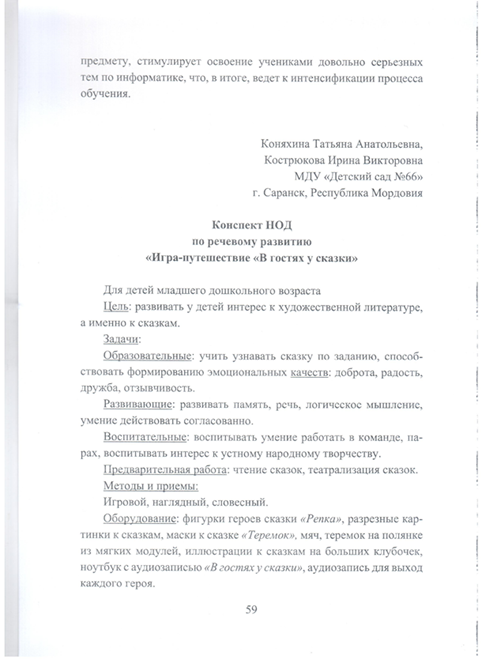 предмету, стимулирует освоение учениками довольно серьезных
тем по информатике, что, в итоге, ведет к интенсификации процесса
обучения.
Коняхина Татьяна Анатольевна,
Кострюкова Ирина Викторовна
МДУ «Детский сад №66»
г. Саранск, Республика Мордовия
Конспект НОД
по речевому развитию
«Игра-путешествие «В гостях у сказки»
Для детей младшего дошкольного возраста
Цель: развивать у детей интерес к художественной литературе,
а именно к сказкам.
Задачи:
Образовательные: учить узнавать сказку по заданию, способ-
ствовать формированию эмоциональных качеств: доброта, радость,
дружба, отзывчивость.
Развивающие: развивать память, речь, логическое мышление,
умение действовать согласованно.
Воспитательные: воспитывать умение работать в команде, па-
рах, воспитывать интерес к устному народному творчеству.
Предварительная работа: чтение сказок, театрализация сказок.
Методы и приемы:
Игровой, наглядный, словесный.
Оборудование: фигурки героев сказки «Репка», разрезные кар-
тинки к сказкам, маски к сказке «Теремок», мяч, теремок на полянке
из мягких модулей, иллюстрации к сказкам на больших клубочек,
ноутбук с аудиозаписью «В гостях у сказки», аудиозапись для выход
каждого героя.
59